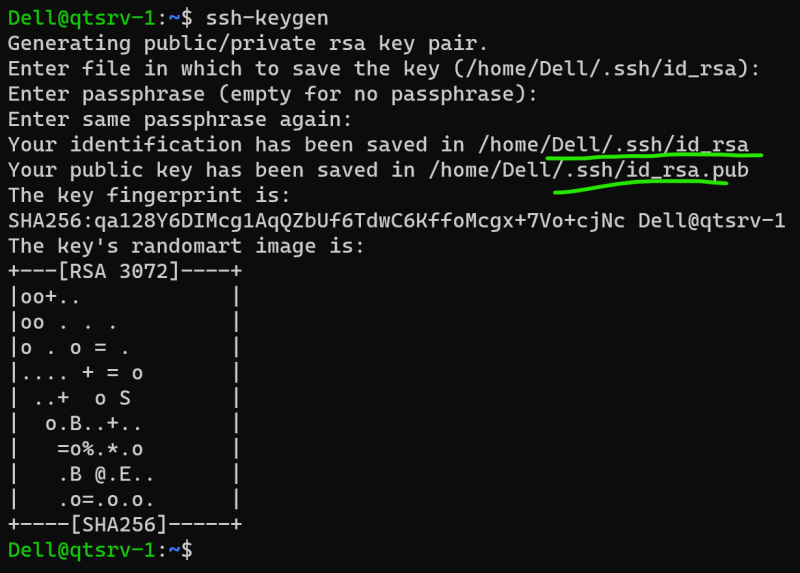 Dell@qtsrv-1:~$ ssh-keygen
Generating public/private rsa key pair.
Enter file in which to save the key (/home/Dell/.ssh/id_rsa):
Enter passphrase (empty for no passphrase):
Enter same passphrase again:
Your identification has been saved in /home/Dell/.ssh/id_rsa
Your public key has been saved in /home/Dell/.ssh/id_rsa.pub
The key fingerprint is:
SHA256:qa128Y6DIMcg1AqQZbUf6TdwC6KffoMcgx+7Vo+cjNc Dell@qtsrv-1
The key's randomart image is:
+---[RSA 3072]----+
|oo+..            |
|oo . . .         |
|o . o = .        |
|.... + = o       |
| ..+  o S        |
|  o.B..+..       |
|   =o%.*.o       |
|   .B @.E..      |
|   .o=.o.o.      |
+----[SHA256]-----+
Dell@qtsrv-1:~$